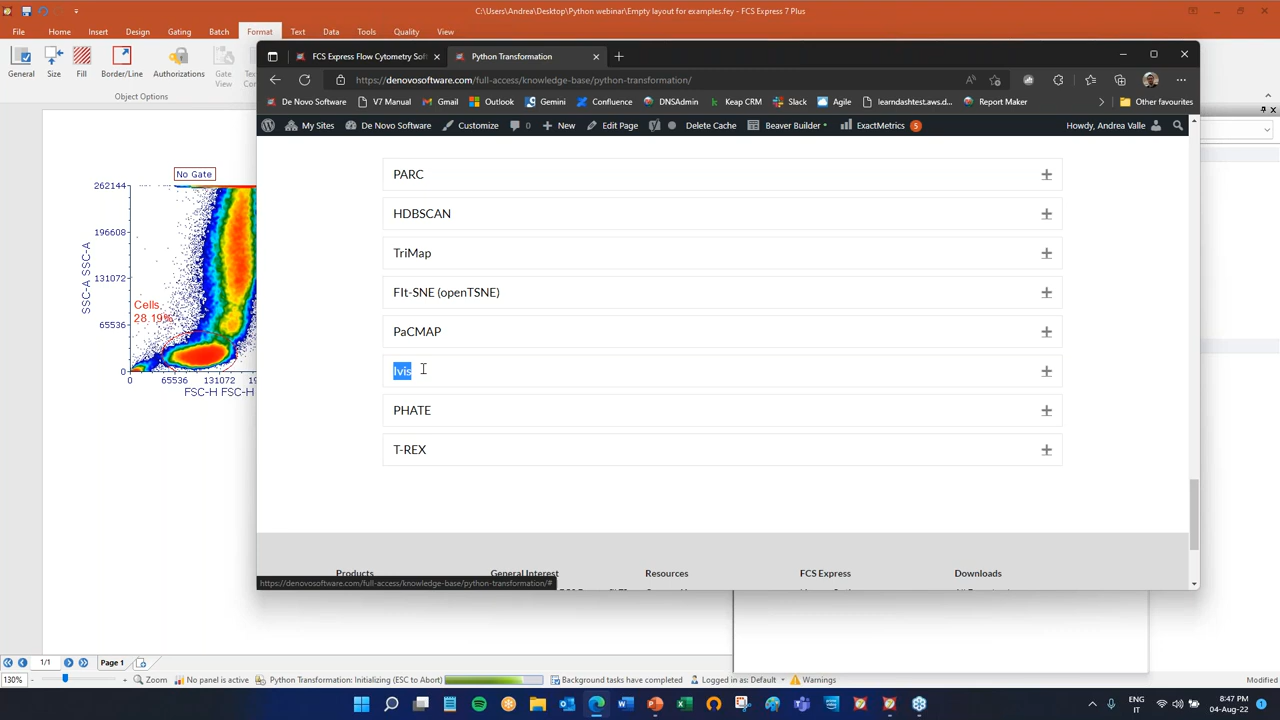 C:\Users\Andrea\Desktop\Python webinar\Empty layout for examples.fey - FCS Express 7 Plus
File Home Insert Design Gating Batch Format Text Data Tools Quality View
General Size Fill Border/Line Authorizations Gate View
Object Options
FCS Express Flow Cytometry Soft
Python Transformation
https://denovosoftware.com/full-access/knowledge-base/python-transformation/
De Novo Software V7 Manual Gmail Outlook Gemini Confluence DNSAdmin Keap CRM Slack Agile learndashtest.awsd... Report Maker Other favourites
My Sites De Novo Software Customize 0 New Edit Page Delete Cache Beaver Builder ExactMetrics 5 Howdy, Andrea Valle
No Gate
262144
196608
131072
65536
0
SSC-A SSC-A
Cells,
28.19%
0 65536 131072
FSC-H FSC-H
PARC
HDBSCAN
TriMap
FIt-SNE (openTSNE)
PaCMAP
Ivis
PHATE
T-REX
Products General Interest Resources FCS Express Downloads
https://denovosoftware.com/full-access/knowledge-base/python-transformation/#
1/1 Page 1
130% Zoom No panel is active Python Transformation: Initializing (ESC to Abort) Background tasks have completed Logged in as: Default Warnings Modified
ENG
IT
8:47 PM
04-Aug-22